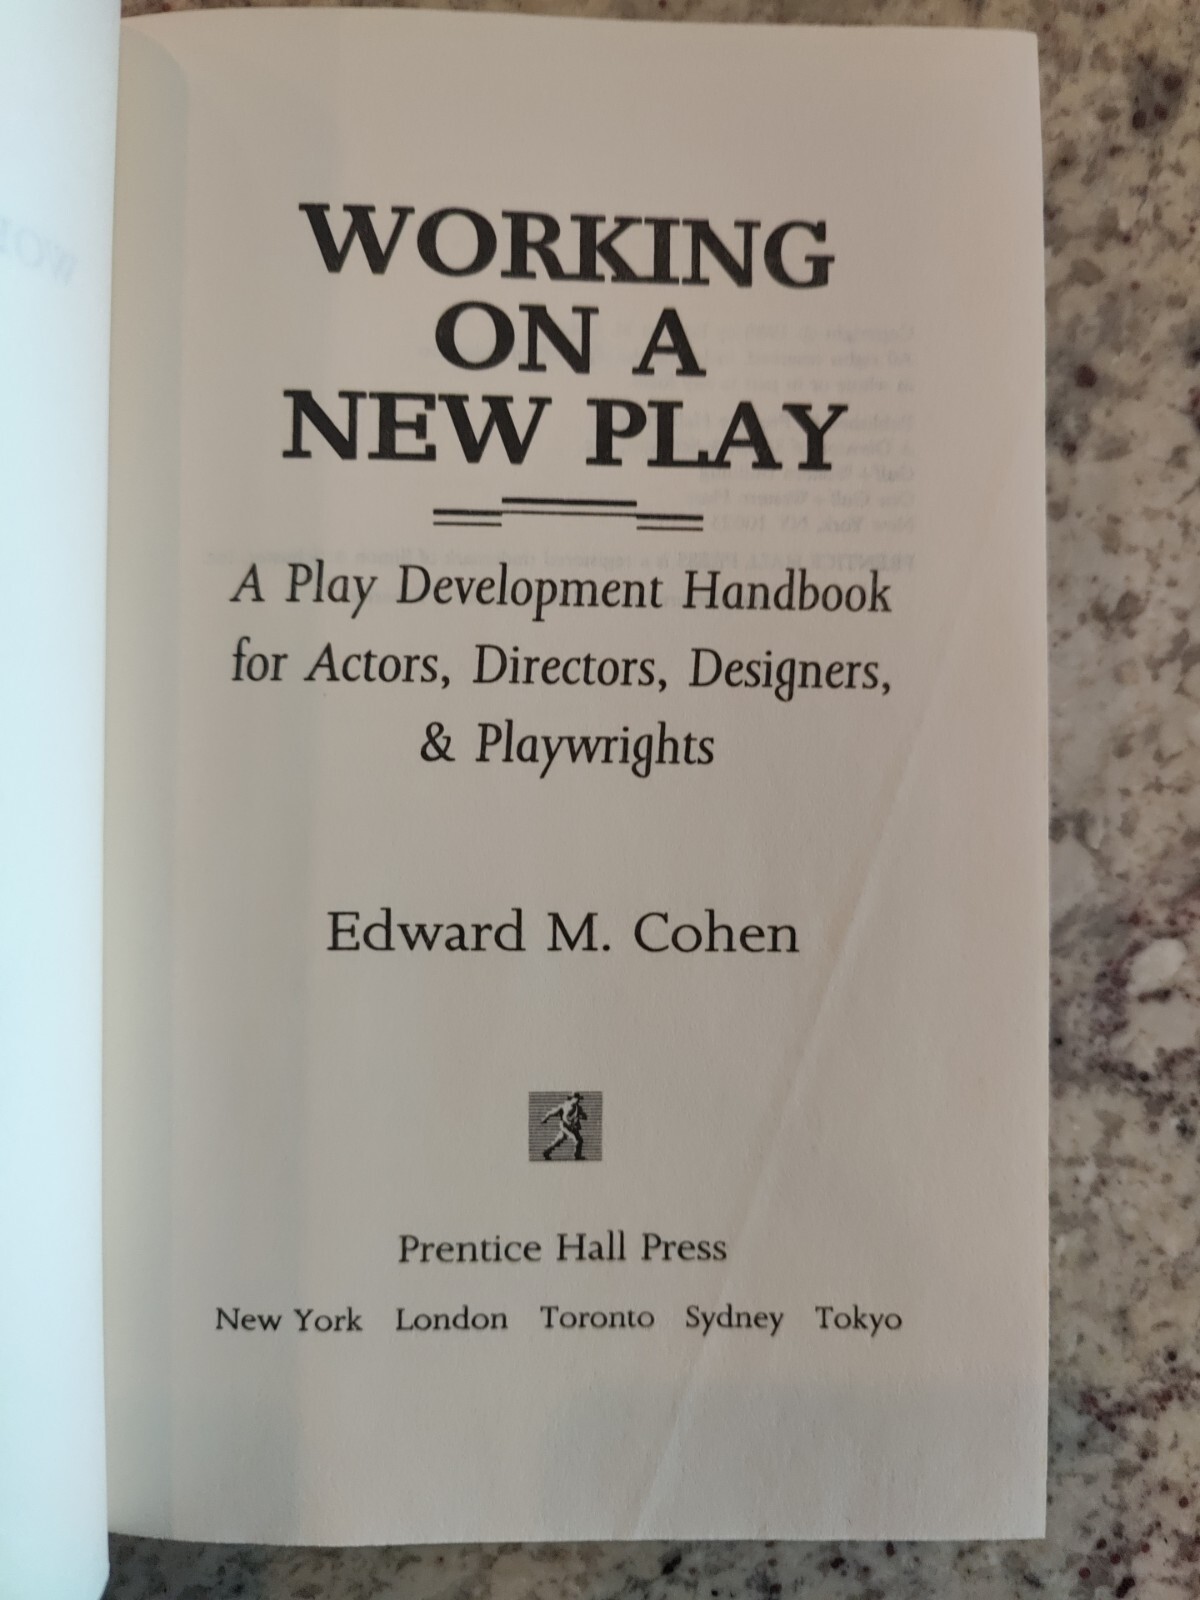 WORKING
ON A
NEW PLAY
A Play Development Handbook
for Actors, Directors, Designers,
& Playwrights
Edward M. Cohen
Prentice Hall Press
New York London Toronto Sydney Tokyo